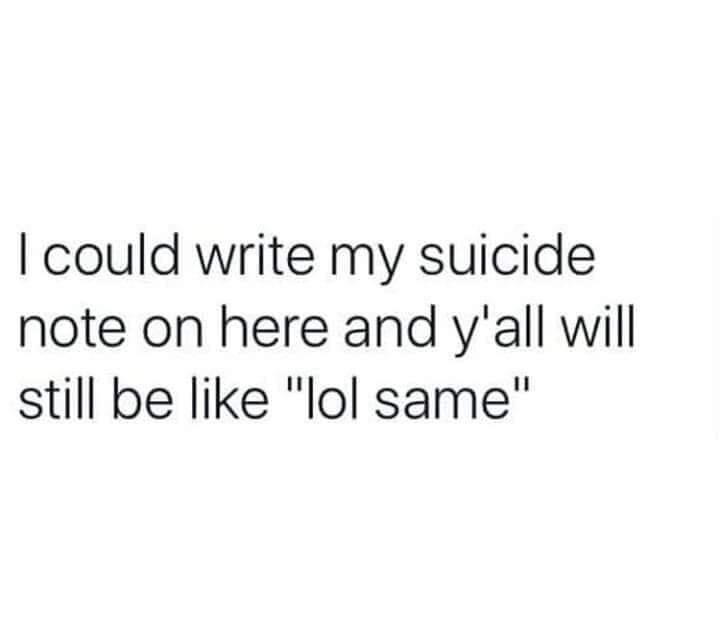 I could write my suicide
note on here and y'all will
still be like "lol same"